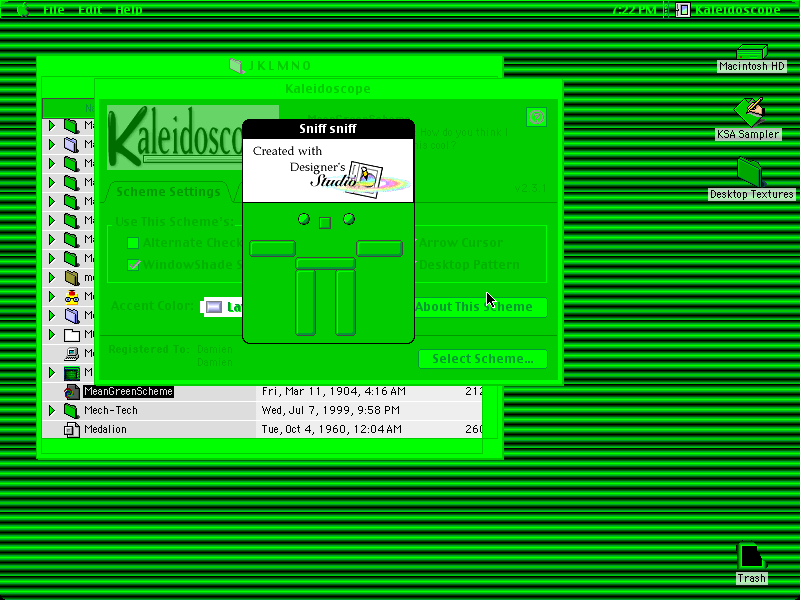 File Edit Help
7:22 PM
Kaleidoscope
J K L M N O
Macintosh HD
KSA Sampler
Desktop Textures
Trash
Kaleidoscope
Kaleidosco
How do you think I
is cool?
v2.3.1
Scheme Settings
Use This Scheme's:
Alternate Check
Arrow Cursor
WindowShade S
Desktop Pattern
Accent Color:
La
About This Scheme
Registered To: Damien
Damien
Select Scheme...
Sniff sniff
Created with
Designer's
Studio
MeanGreenScheme Fri, Mar 11, 1904, 4:16 AM 212
Mech-Tech Wed, Jul 7, 1999, 9:58 PM
Medalion Tue, Oct 4, 1960, 12:04 AM 260